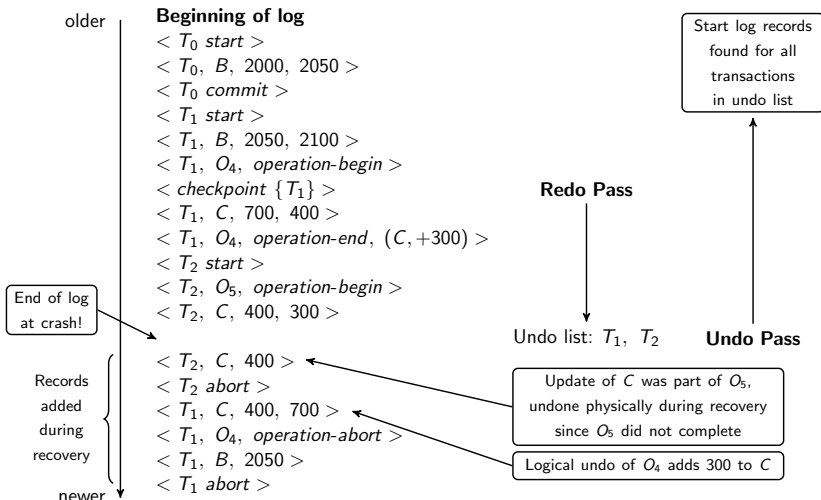 older
Beginning of log
< T₀ start >
< T₀, B, 2000, 2050 >
< T₀ commit >
< T₁ start >
< T₁, B, 2050, 2100 >
< T₁, O₄, operation-begin >
< checkpoint {T₁} >
< T₁, C, 700, 400 >
< T₁, O₄, operation-end, (C, +300) >
< T₂ start >
< T₂, O₅, operation-begin >
< T₂, C, 400, 300 >
End of log
at crash!
< T₂, C, 400 >
< T₂ abort >
< T₁, C, 400, 700 >
< T₁, O₄, operation-abort >
< T₁, B, 2050 >
< T₁ abort >
Records
added
during
recovery
newer
Redo Pass
Undo list: T₁, T₂
Undo Pass
Start log records
found for all
transactions
in undo list
Update of C was part of O₅,
undone physically during recovery
since O₅ did not complete
Logical undo of O₄ adds 300 to C